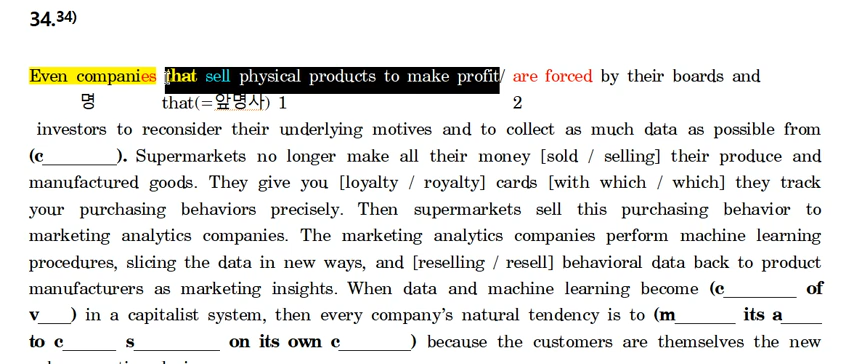 34.34)
Even companies that sell physical products to make profit/ are forced by their boards and
명 that(=앞명사) 1 2
investors to reconsider their underlying motives and to collect as much data as possible from
(c________). Supermarkets no longer make all their money [sold / selling] their produce and
manufactured goods. They give you [loyalty / royalty] cards [with which / which] they track
your purchasing behaviors precisely. Then supermarkets sell this purchasing behavior to
marketing analytics companies. The marketing analytics companies perform machine learning
procedures, slicing the data in new ways, and [reselling / resell] behavioral data back to product
manufacturers as marketing insights. When data and machine learning become (c________ of
v____) in a capitalist system, then every company's natural tendency is to (m_______ its a_____
to c______ s__________ on its own c________) because the customers are themselves the new